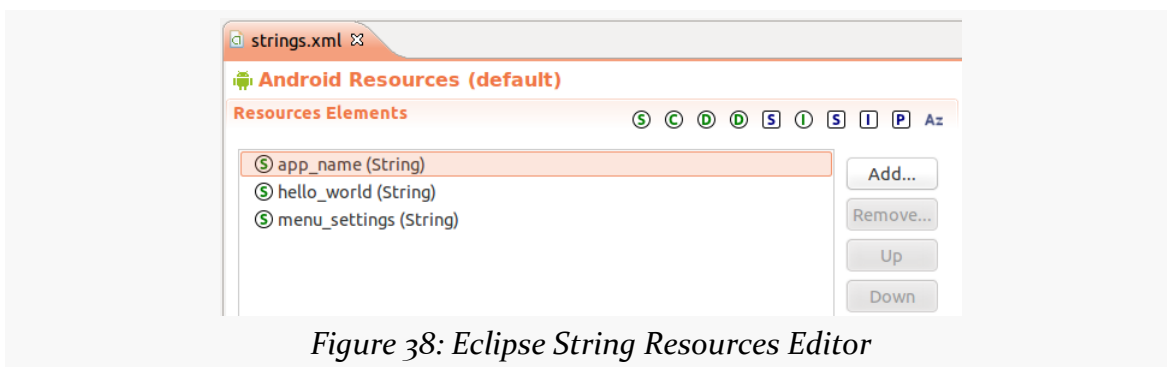 strings.xml
Android Resources (default)
Resources Elements
S C D D S I S I P Az
S app_name (String)
S hello_world (String)
S menu_settings (String)
Add...
Remove...
Up
Down
Figure 38: Eclipse String Resources Editor